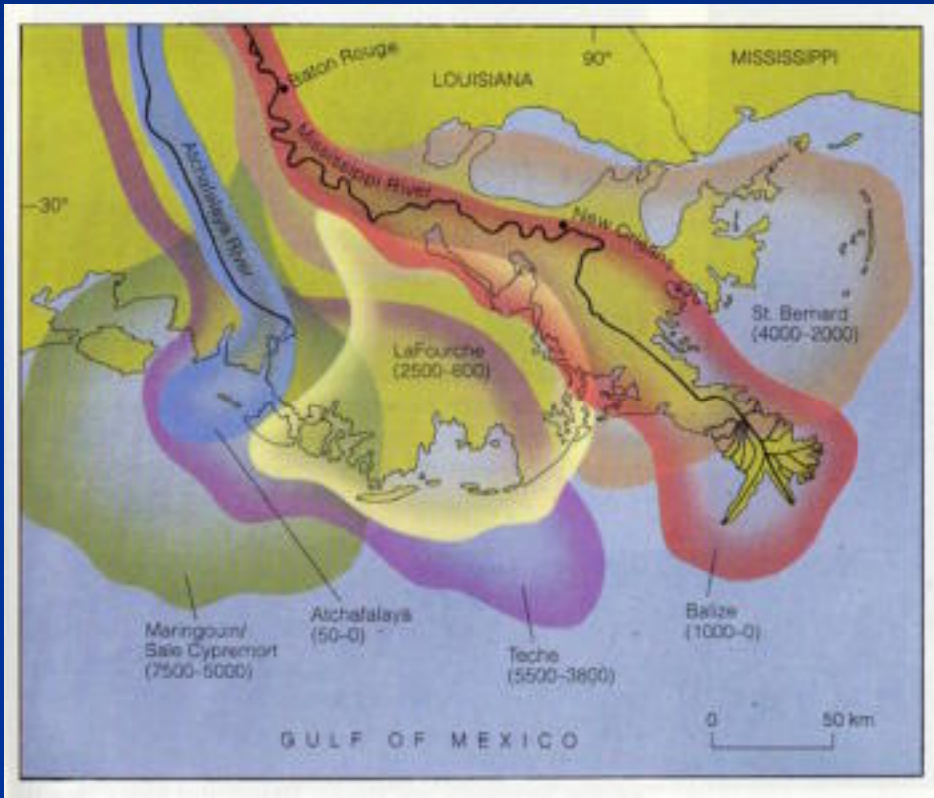 Baton Rouge
LOUISIANA
90°
MISSISSIPPI
Mississippi River
Atchafalaya River
30°
New Orleans
St. Bernard
(4000–2000)
LaFourche
(2500–800)
Maringouin/
Sale Cypremort
(7500–5000)
Atchafalaya
(50–0)
Teche
(5500–3800)
Balize
(1000–0)
0 50 km
GULF OF MEXICO